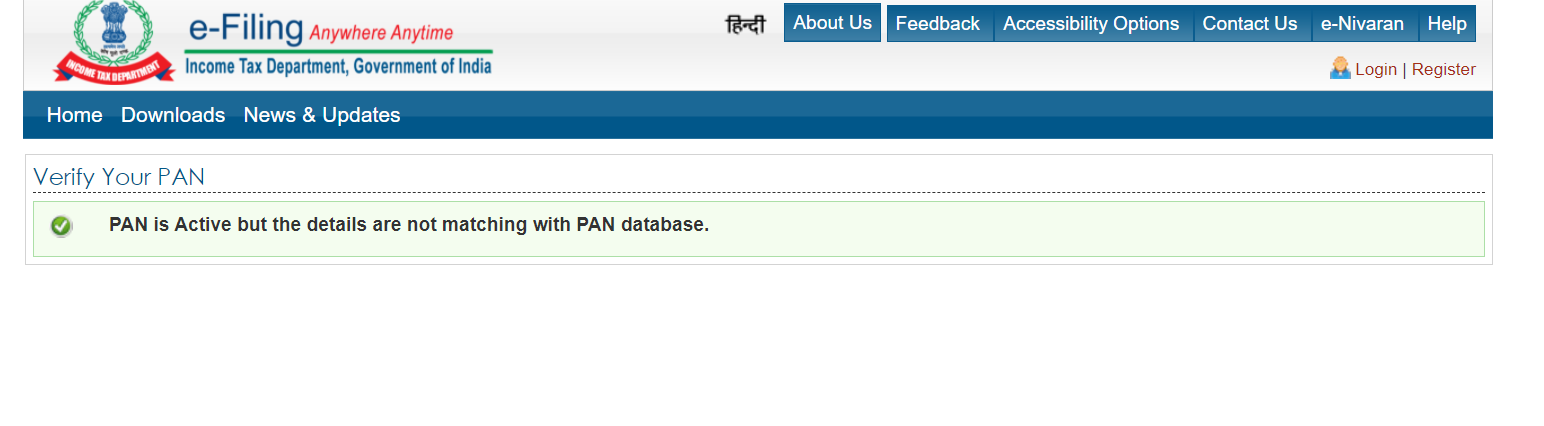 e-Filing Anywhere Anytime
Income Tax Department, Government of India
INCOME TAX DEPARTMENT
हिन्दी About Us Feedback Accessibility Options Contact Us e-Nivaran Help
Login | Register
Home Downloads News & Updates
Verify Your PAN
PAN is Active but the details are not matching with PAN database.